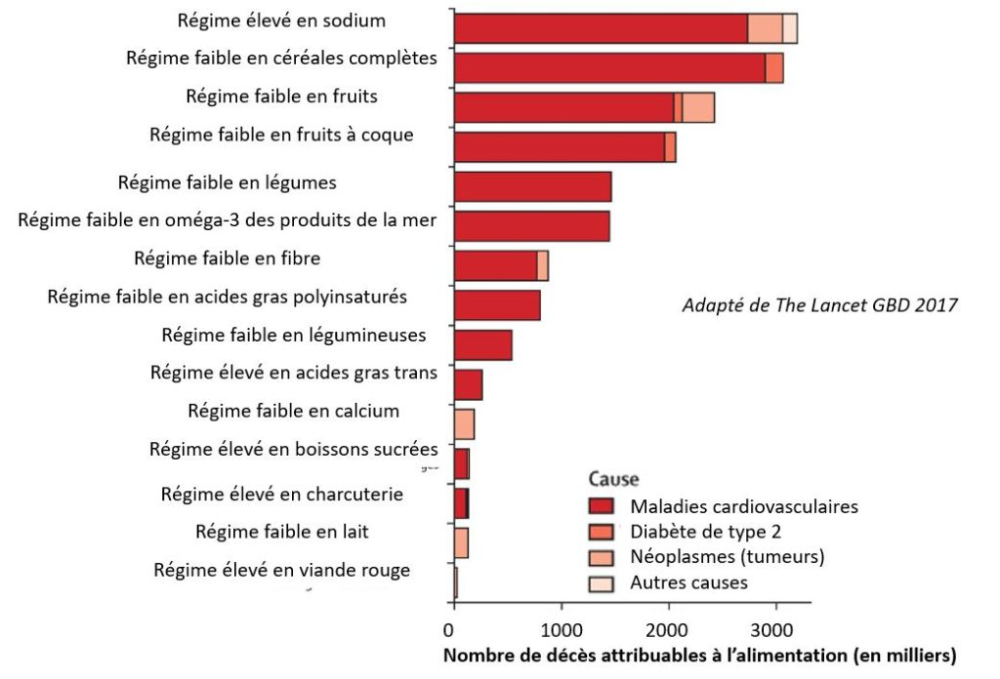 Régime élevé en sodium
Régime faible en céréales complètes
Régime faible en fruits
Régime faible en fruits à coque
Régime faible en légumes
Régime faible en oméga-3 des produits de la mer
Régime faible en fibre
Régime faible en acides gras polyinsaturés
Régime faible en légumineuses
Régime élevé en acides gras trans
Régime faible en calcium
Régime élevé en boissons sucrées
Régime élevé en charcuterie
Régime faible en lait
Régime élevé en viande rouge
Adapté de The Lancet GBD 2017
Cause
Maladies cardiovasculaires
Diabète de type 2
Néoplasmes (tumeurs)
Autres causes
0 1000 2000 3000
Nombre de décès attribuables à l’alimentation (en milliers)